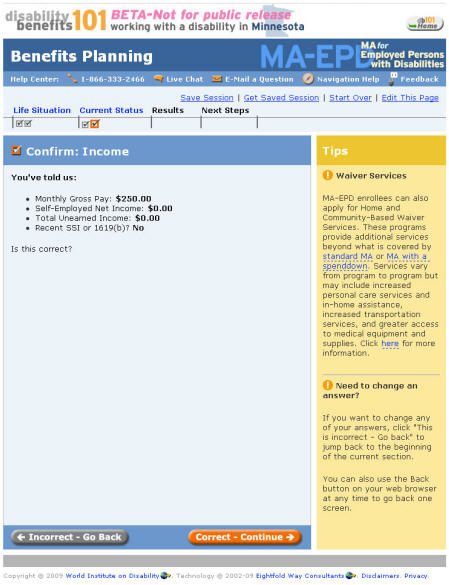 disability benefits 101 BETA-Not for public release
working with a disability in Minnesota
101 Home
Benefits Planning
MA-EPD MA for Employed Persons with Disabilities
Help Center: 1-866-333-2466 Live Chat E-Mail a Question Navigation Help Feedback
Save Session | Get Saved Session | Start Over | Edit This Page
Life Situation Current Status Results Next Steps
Confirm: Income
You've told us:
• Monthly Gross Pay: $250.00
• Self-Employed Net Income: $0.00
• Total Unearned Income: $0.00
• Recent SSI or 1619(b)? No
Is this correct?
← Incorrect - Go Back
Correct - Continue →
Tips
Waiver Services
MA-EPD enrollees can also
apply for Home and
Community-Based Waiver
Services. These programs
provide additional services
beyond what is covered by
standard MA or MA with a
spenddown. Services vary
from program to program but
may include increased
personal care services and
in-home assistance,
increased transportation
services, and greater access
to medical equipment and
supplies. Click here for more
information.
Need to change an
answer?
If you want to change any
of your answers, click "This
is incorrect - Go back" to
jump back to the beginning
of the current section.
You can also use the Back
button on your web browser
at any time to go back one
screen.
Copyright © 2009 World Institute on Disability. Technology © 2002-09 Eightfold Way Consultants. Disclaimers. Privacy.